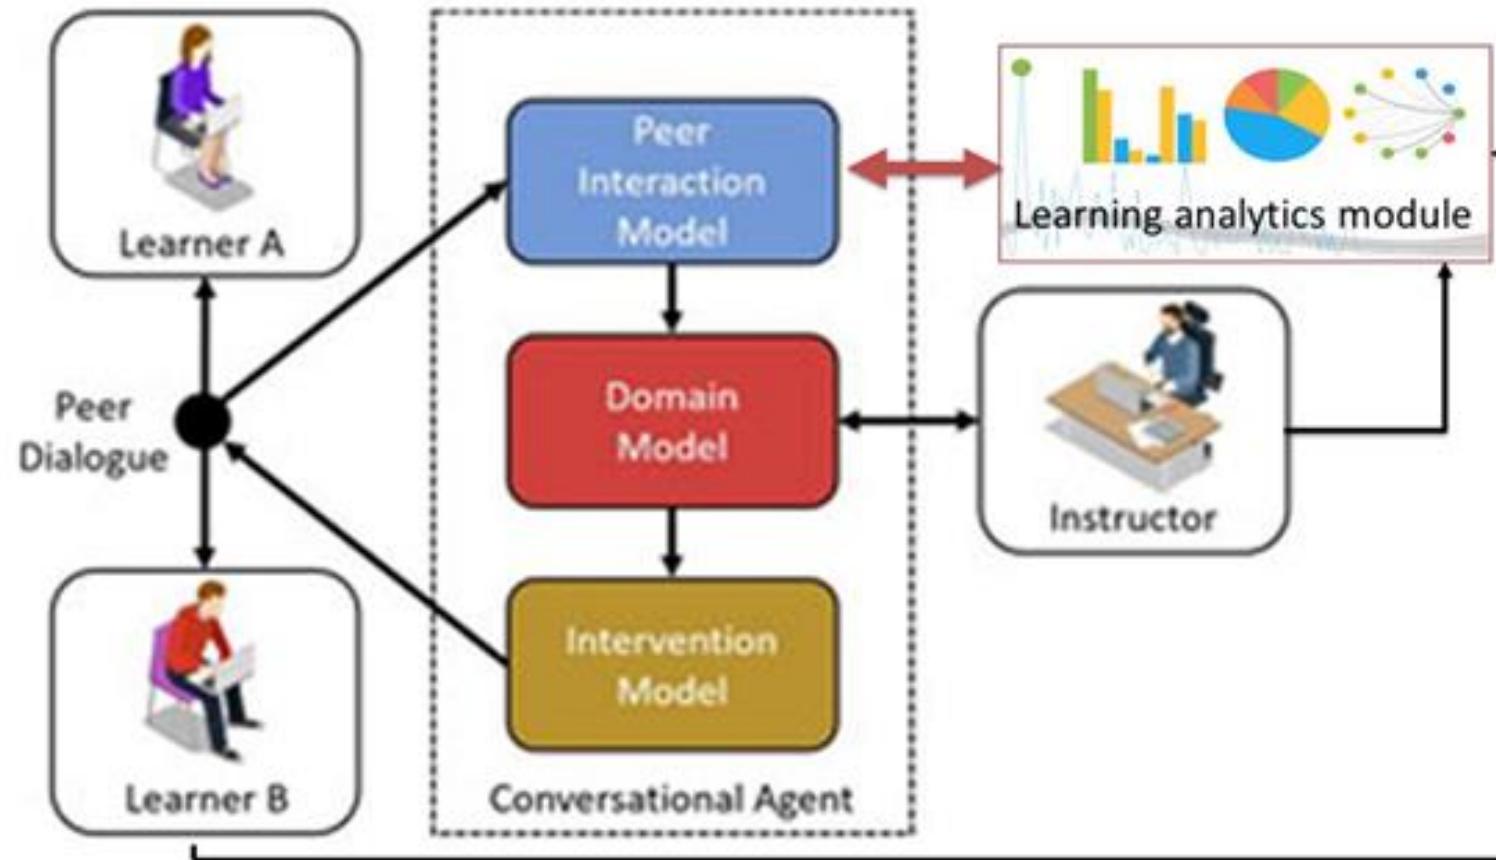 Learner A
Peer
Dialogue
Learner B
Peer
Interaction
Model
Domain
Model
Intervention
Model
Conversational Agent
Learning analytics module
Instructor